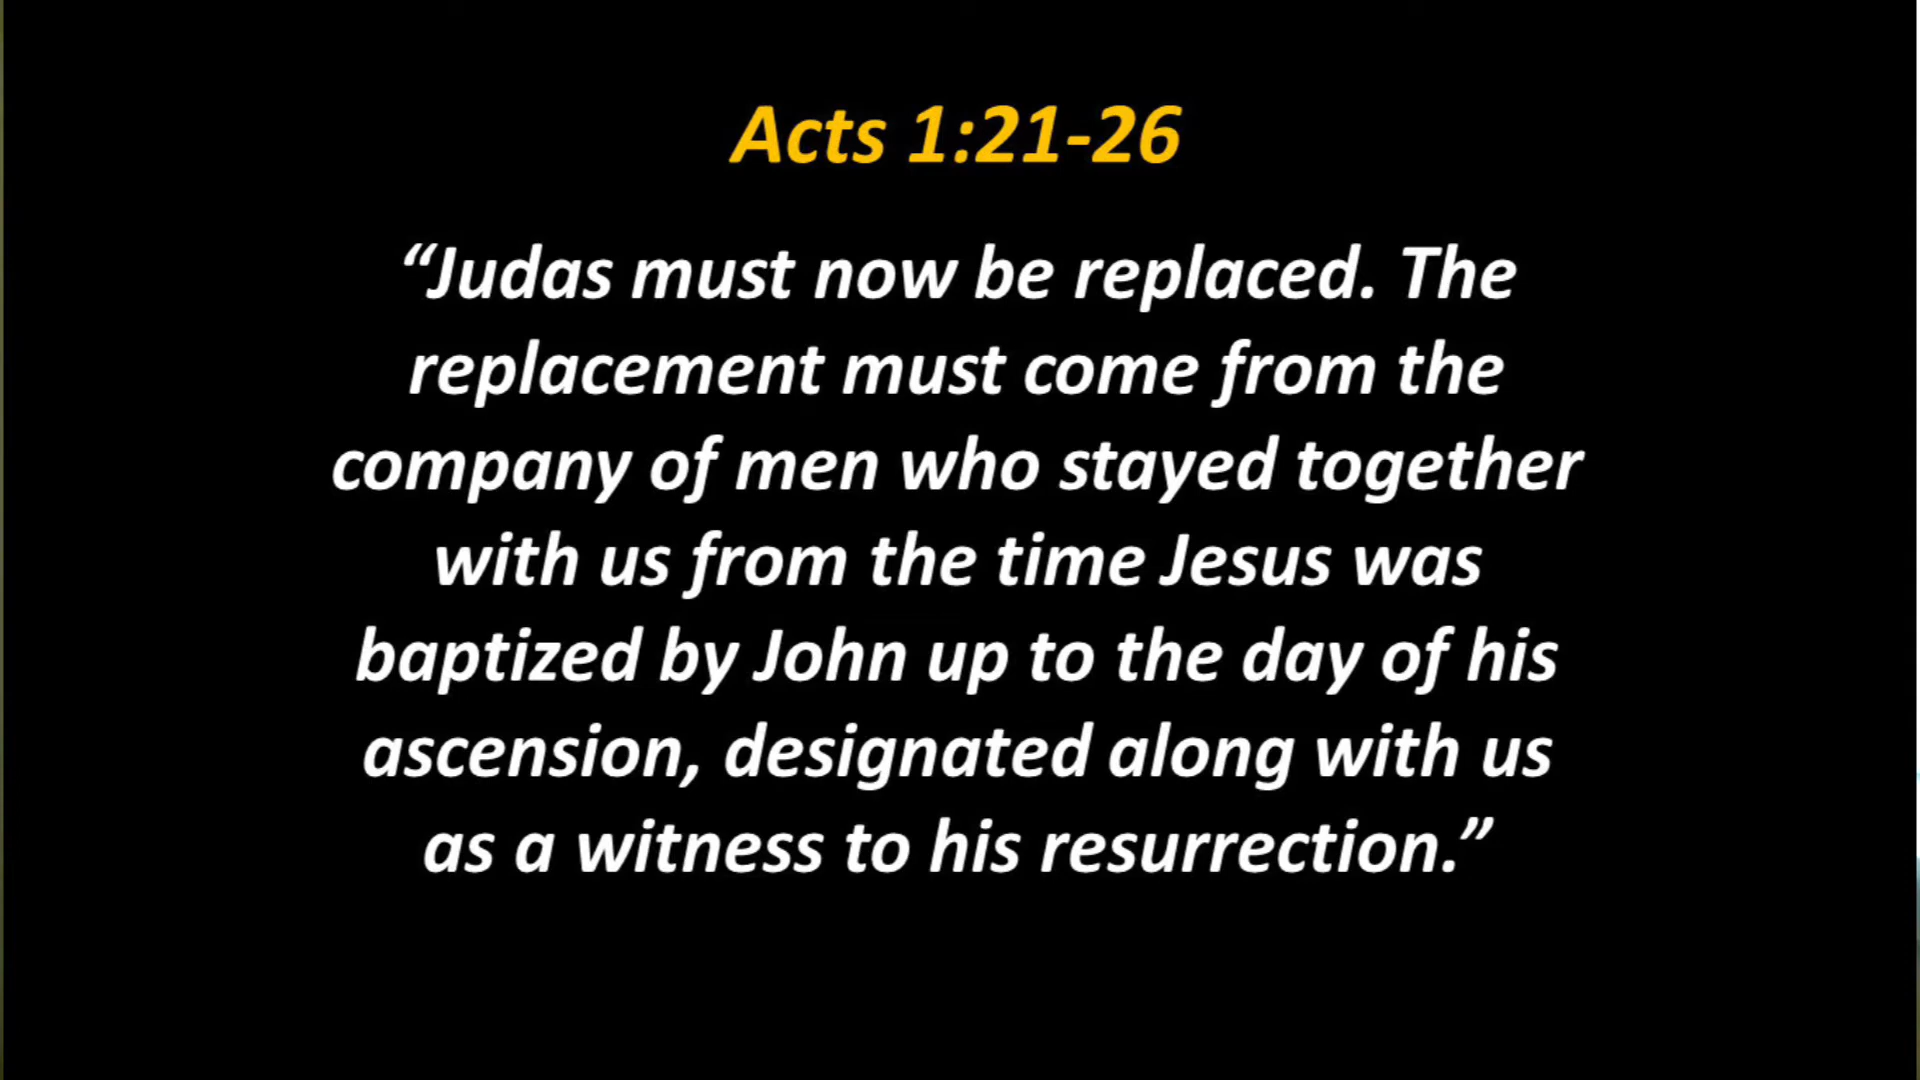 Acts 1:21-26
“Judas must now be replaced. The
replacement must come from the
company of men who stayed together
with us from the time Jesus was
baptized by John up to the day of his
ascension, designated along with us
as a witness to his resurrection.”